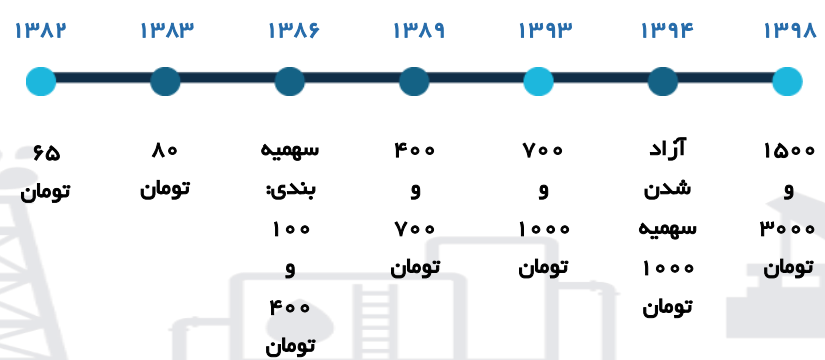 ۱۳۸۲
۱۳۸۳
۱۳۸۶
۱۳۸۹
۱۳۹۳
۱۳۹۴
۱۳۹۸
۶۵
تومان
۸۰
تومان
سهمیه
بندی:
۱۰۰
و
۴۰۰
تومان
۴۰۰
و
۷۰۰
تومان
۷۰۰
و
۱۰۰۰
تومان
آزاد
شدن
سهمیه
۱۰۰۰
تومان
۱۵۰۰
و
۳۰۰۰
تومان